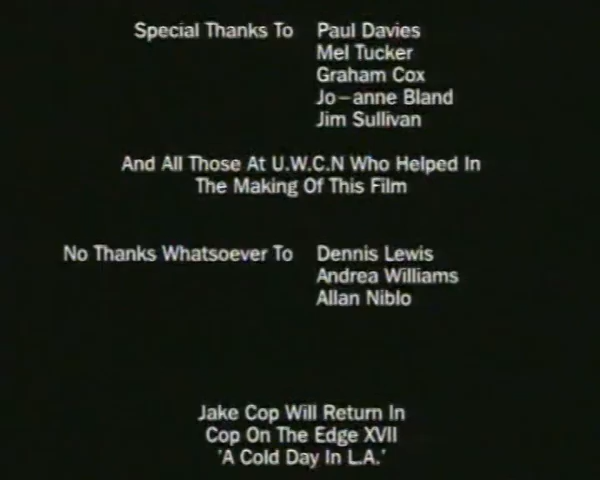 Special Thanks To Paul Davies
Mel Tucker
Graham Cox
Jo-anne Bland
Jim Sullivan
And All Those At U.W.C.N Who Helped In
The Making Of This Film
No Thanks Whatsoever To Dennis Lewis
Andrea Williams
Allan Niblo
Jake Cop Will Return In
Cop On The Edge XVII
'A Cold Day In L.A.'